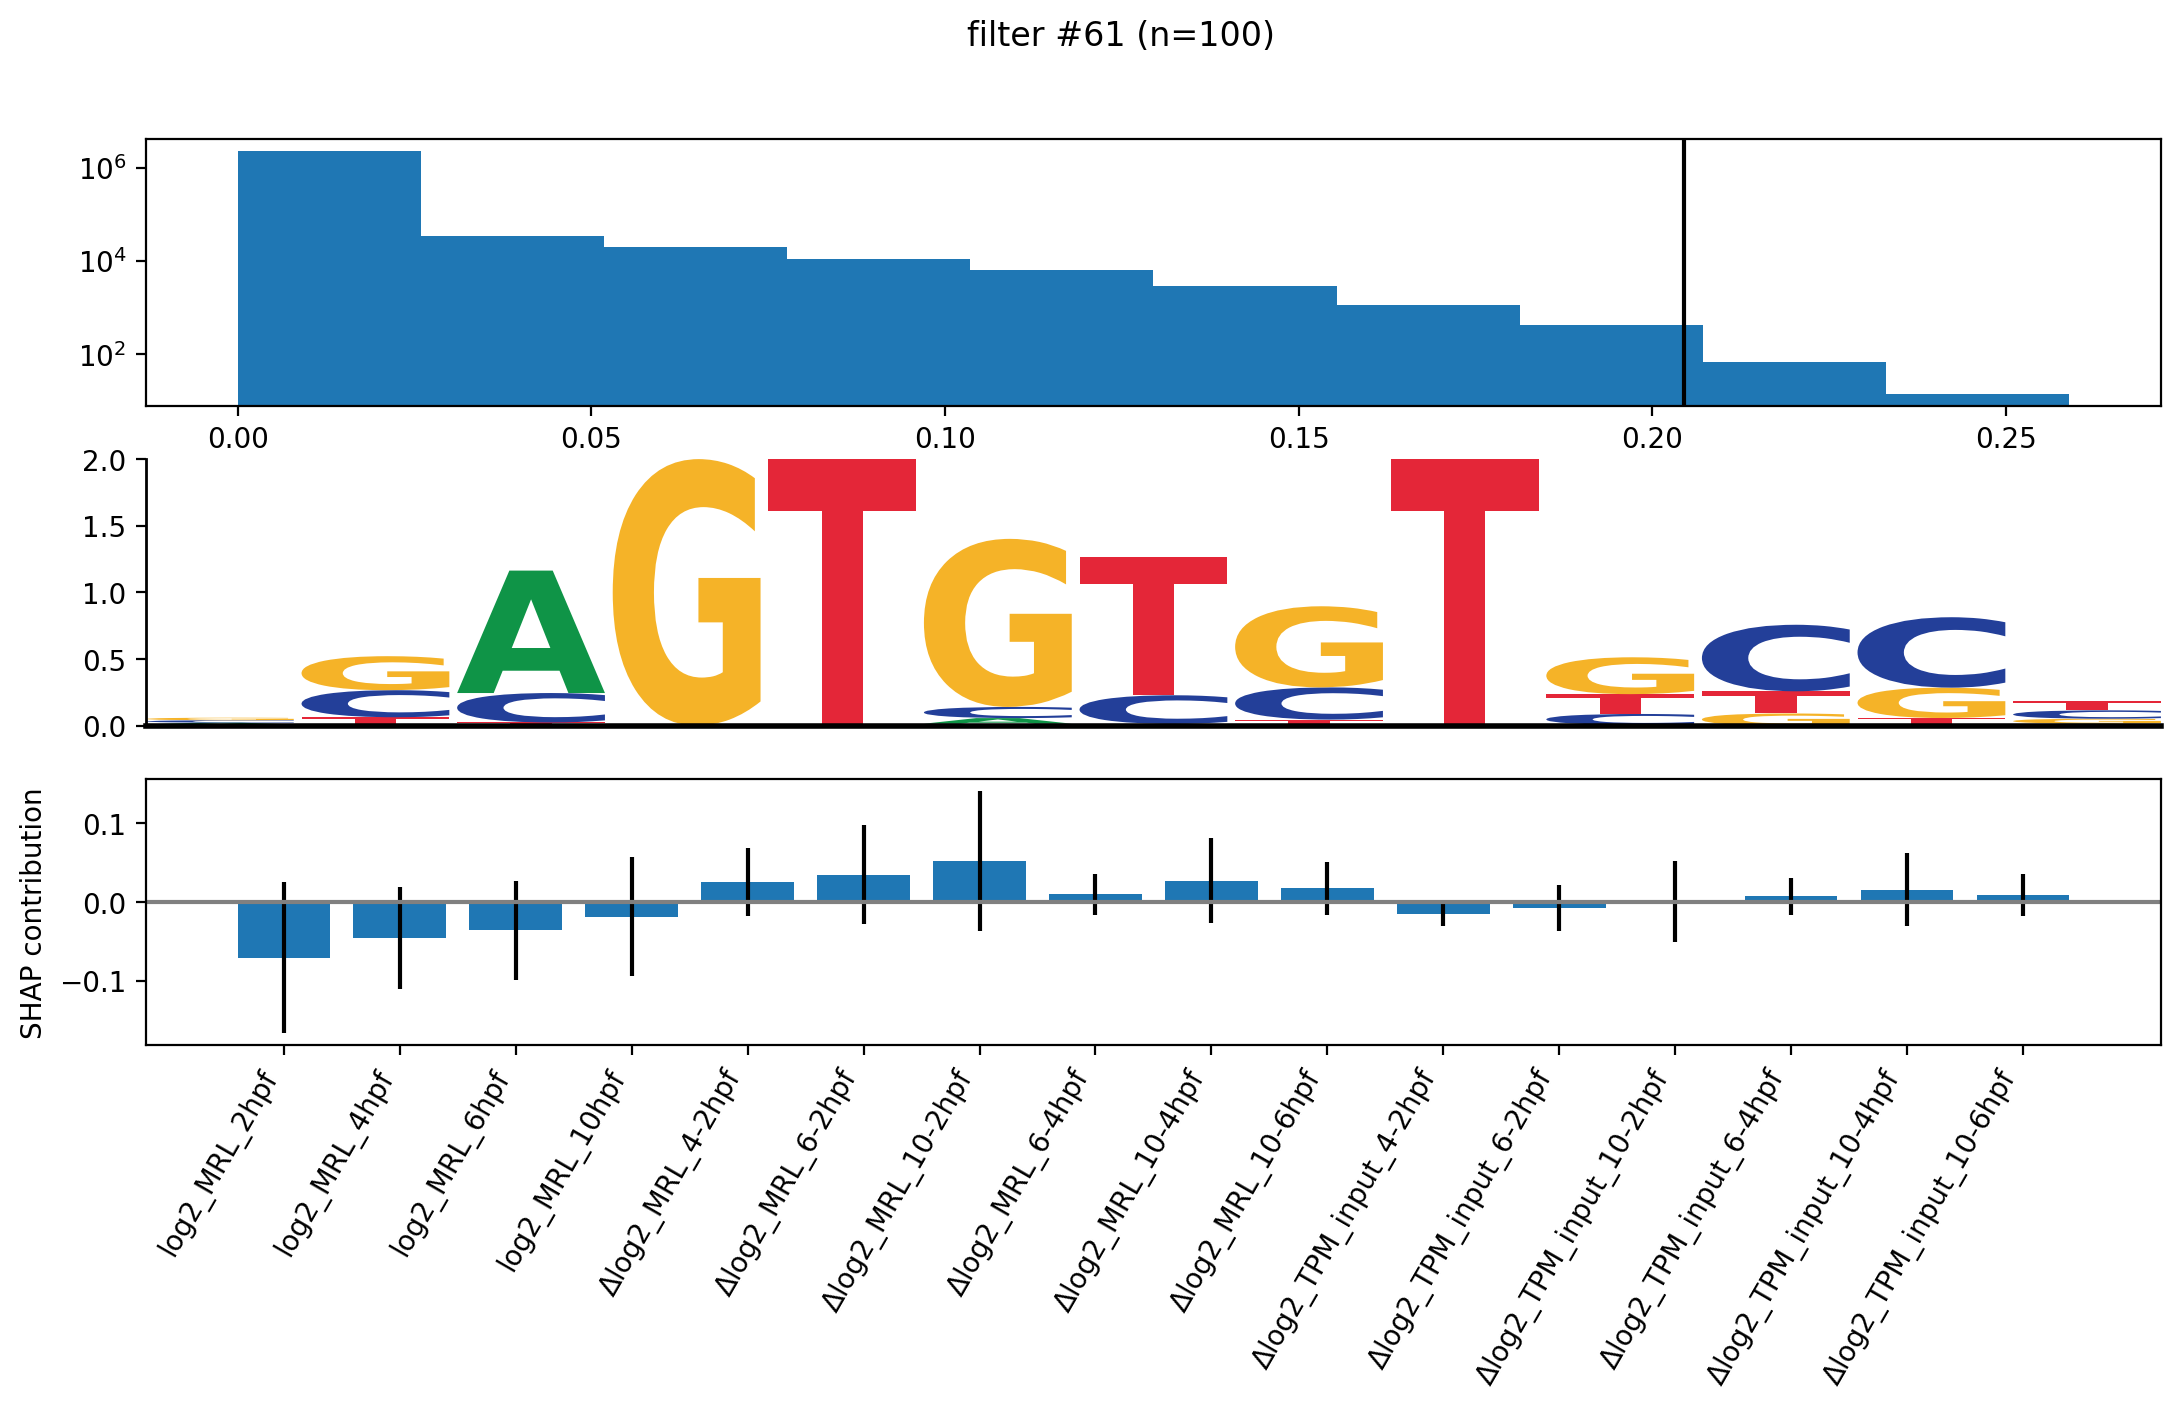 filter #61 (n=100)
10^6
10^4
10^2
0.00 0.05 0.10 0.15 0.20 0.25
2.0
1.5
1.0
0.5
0.0
G C T
A C
G
T
G C A
T C
G C T
T
G T C
C T G
C G T
T C G
SHAP contribution
0.1
0.0
−0.1
log2_MRL_2hpf
log2_MRL_4hpf
log2_MRL_6hpf
log2_MRL_10hpf
Δlog2_MRL_4-2hpf
Δlog2_MRL_6-2hpf
Δlog2_MRL_10-2hpf
Δlog2_MRL_6-4hpf
Δlog2_MRL_10-4hpf
Δlog2_MRL_10-6hpf
Δlog2_TPM_input_4-2hpf
Δlog2_TPM_input_6-2hpf
Δlog2_TPM_input_10-2hpf
Δlog2_TPM_input_6-4hpf
Δlog2_TPM_input_10-4hpf
Δlog2_TPM_input_10-6hpf